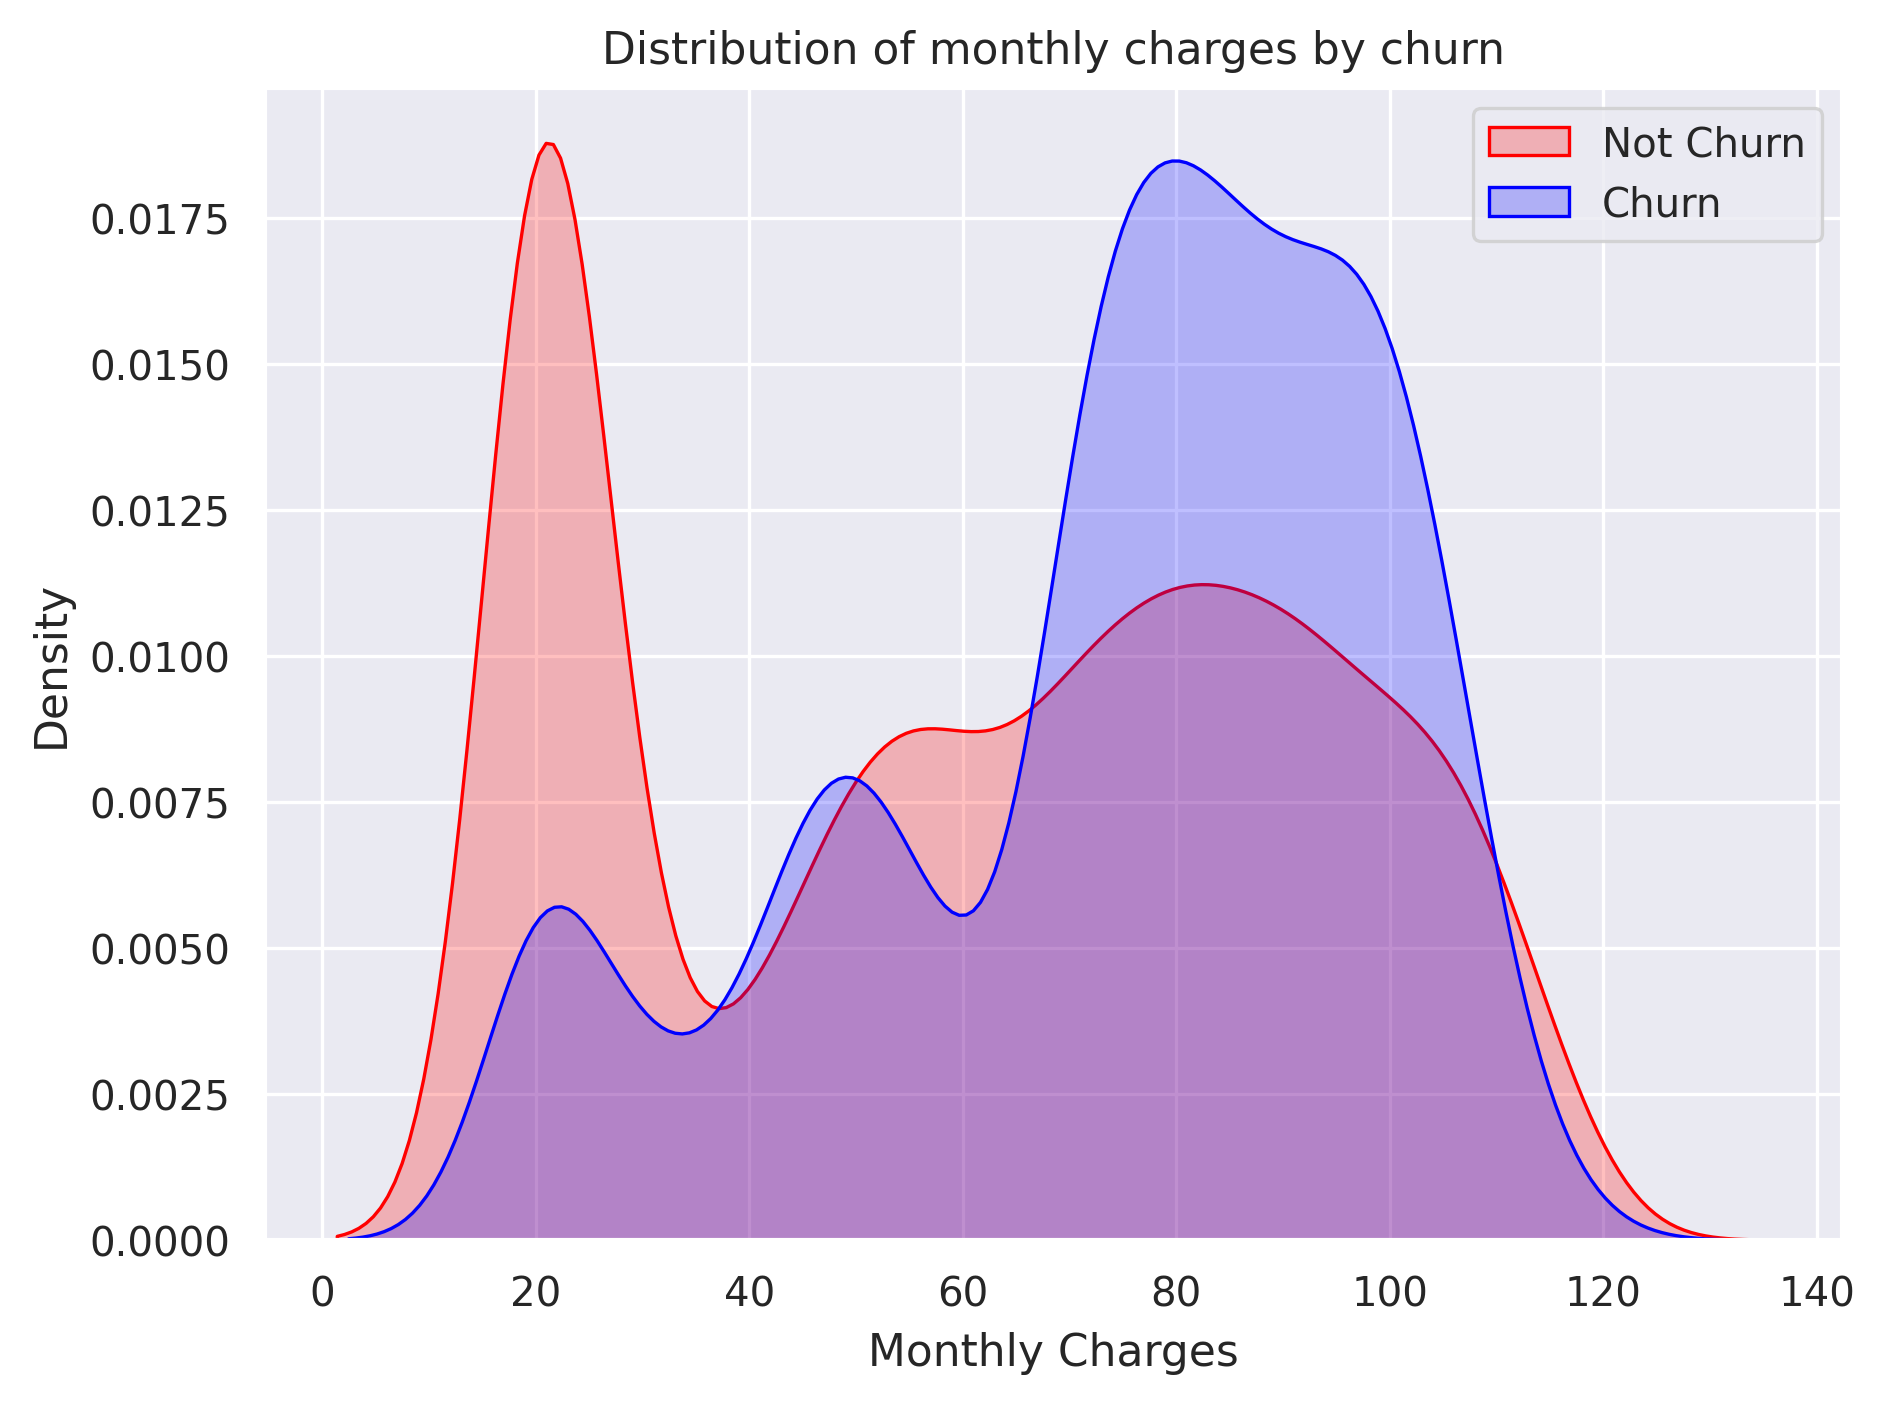 Distribution of monthly charges by churn
Not Churn
Churn
0.0175
0.0150
0.0125
0.0100
0.0075
0.0050
0.0025
0.0000
Density
0 20 40 60 80 100 120 140
Monthly Charges